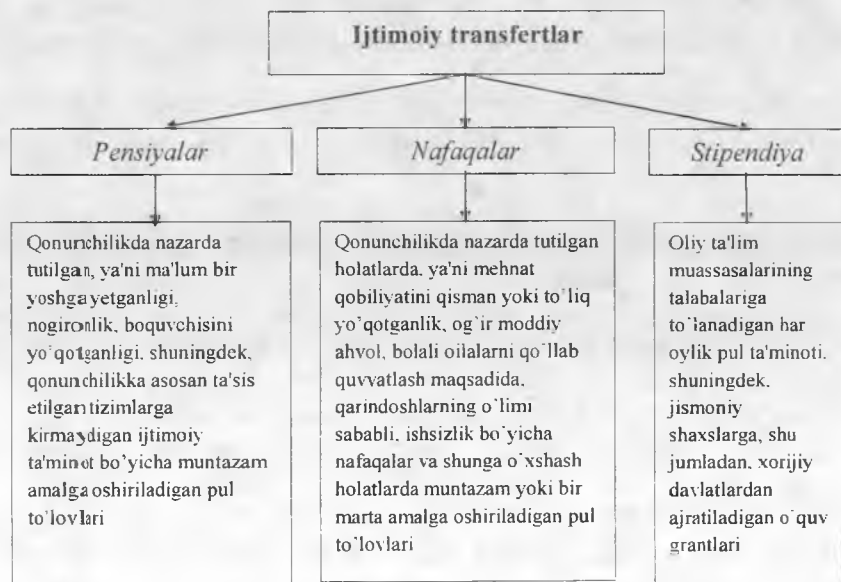 Ijtimoiy transfertlar
Pensiyalar
Nafaqalar
Stipendiya
Qonunchilikda nazarda
tutilgan, ya'ni ma'lum bir
yoshga yetganligi,
nogironlik, boquvchisini
yo'qotganligi, shuningdek,
qonunchilikka asosan ta'sis
etilgan tizimlarga
kirmaydigan ijtimoiy
ta'minot bo'yicha muntazam
amalga oshiriladigan pul
to'lovlari
Qonunchilikda nazarda tutilgan
holatlarda, ya'ni mehnat
qobiliyatini qisman yoki to'liq
yo'qotganlik, og'ir moddiy
ahvol, bolali oilalarni qo'llab
quvvatlash maqsadida,
qarindoshlarning o'limi
sababli, ishsizlik bo'yicha
nafaqalar va shunga o'xshash
holatlarda muntazam yoki bir
marta amalga oshiriladigan pul
to'lovlari
Oliy ta'lim
muassasalarining
talabalariga
to'lanadigan har
oylik pul ta'minoti,
shuningdek,
jismoniy
shaxslarga, shu
jumladan, xorijiy
davlatlardan
ajratiladigan o'quv
grantlari